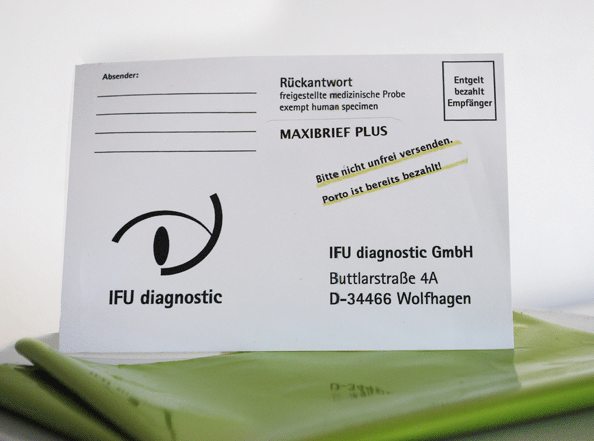 Absender:
Rückantwort
freigestellte medizinische Probe
exempt human specimen
MAXIBRIEF PLUS
Entgelt
bezahlt
Empfänger
Bitte nicht unfrei versenden.
Porto ist bereits bezahlt!
IFU diagnostic
IFU diagnostic GmbH
Buttlarstraße 4A
D-34466 Wolfhagen